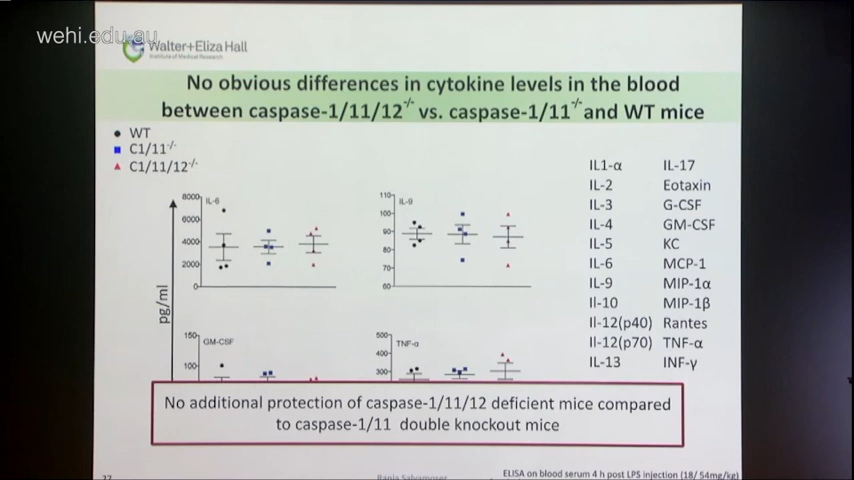 wehi.edu.au
Walter+Eliza Hall
Institute of Medical Research
No obvious differences in cytokine levels in the blood
between caspase-1/11/12-/- vs. caspase-1/11-/- and WT mice
WT
C1/11-/-
C1/11/12-/-
pg/ml
IL-6
8000
6000
4000
2000
0
IL-9
110
100
90
80
70
60
GM-CSF
150
100
TNF-α
500
400
300
IL1-α IL-17
IL-2 Eotaxin
IL-3 G-CSF
IL-4 GM-CSF
IL-5 KC
IL-6 MCP-1
IL-9 MIP-1α
Il-10 MIP-1β
Il-12(p40) Rantes
Il-12(p70) TNF-α
IL-13 INF-γ
No additional protection of caspase-1/11/12 deficient mice compared
to caspase-1/11 double knockout mice
27
Rania Salvamoser
ELISA on blood serum 4 h post LPS injection (18/ 54mg/kg)